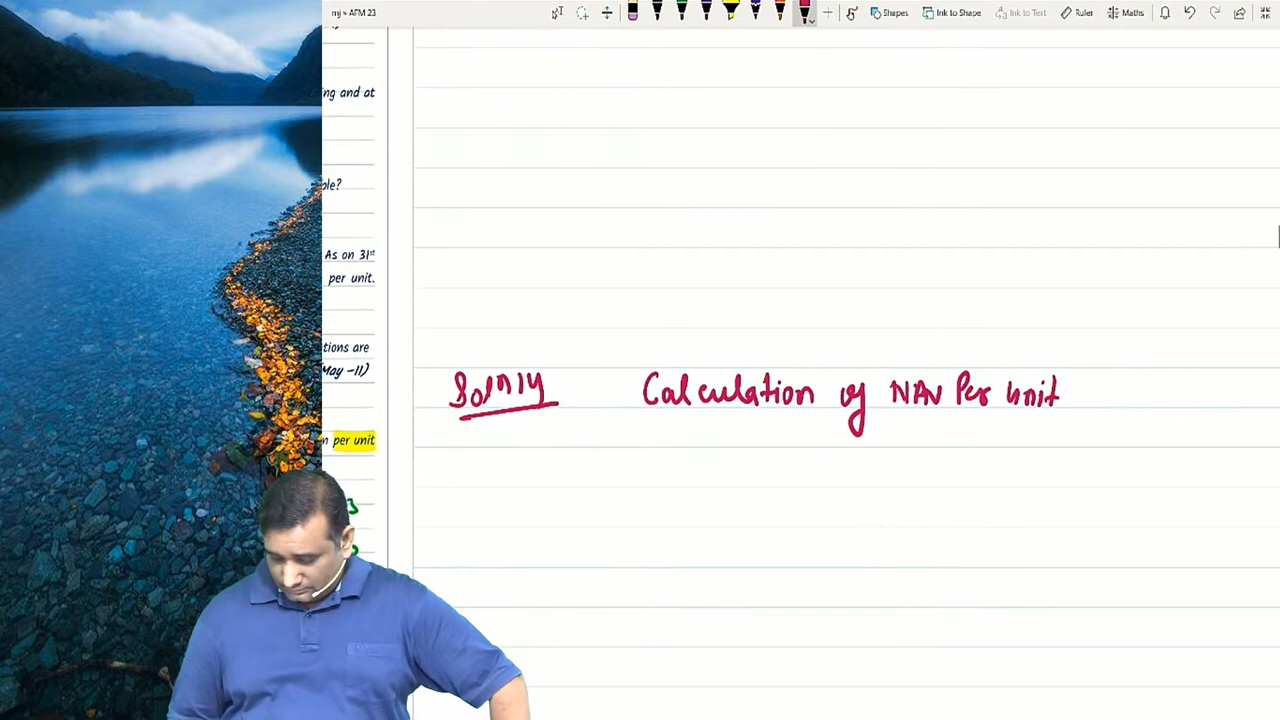 mj » AFM 23
Shapes
Ink to Shape
Ink to Text
Ruler
Maths
ing and at
ple?
As on 31st
per unit.
tions are
May -11)
n per unit
Soln 14 Calculation of NAV Per unit